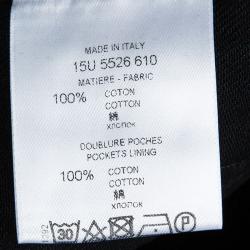 MADE IN ITALY
15U 5526 610
MATIERE - FABRIC
100% COTON
COTTON
綿
ХЛОПОК
DOUBLURE POCHES
POCKETS LINING
100% COTON
COTTON
綿
ХЛОПОК
30 P